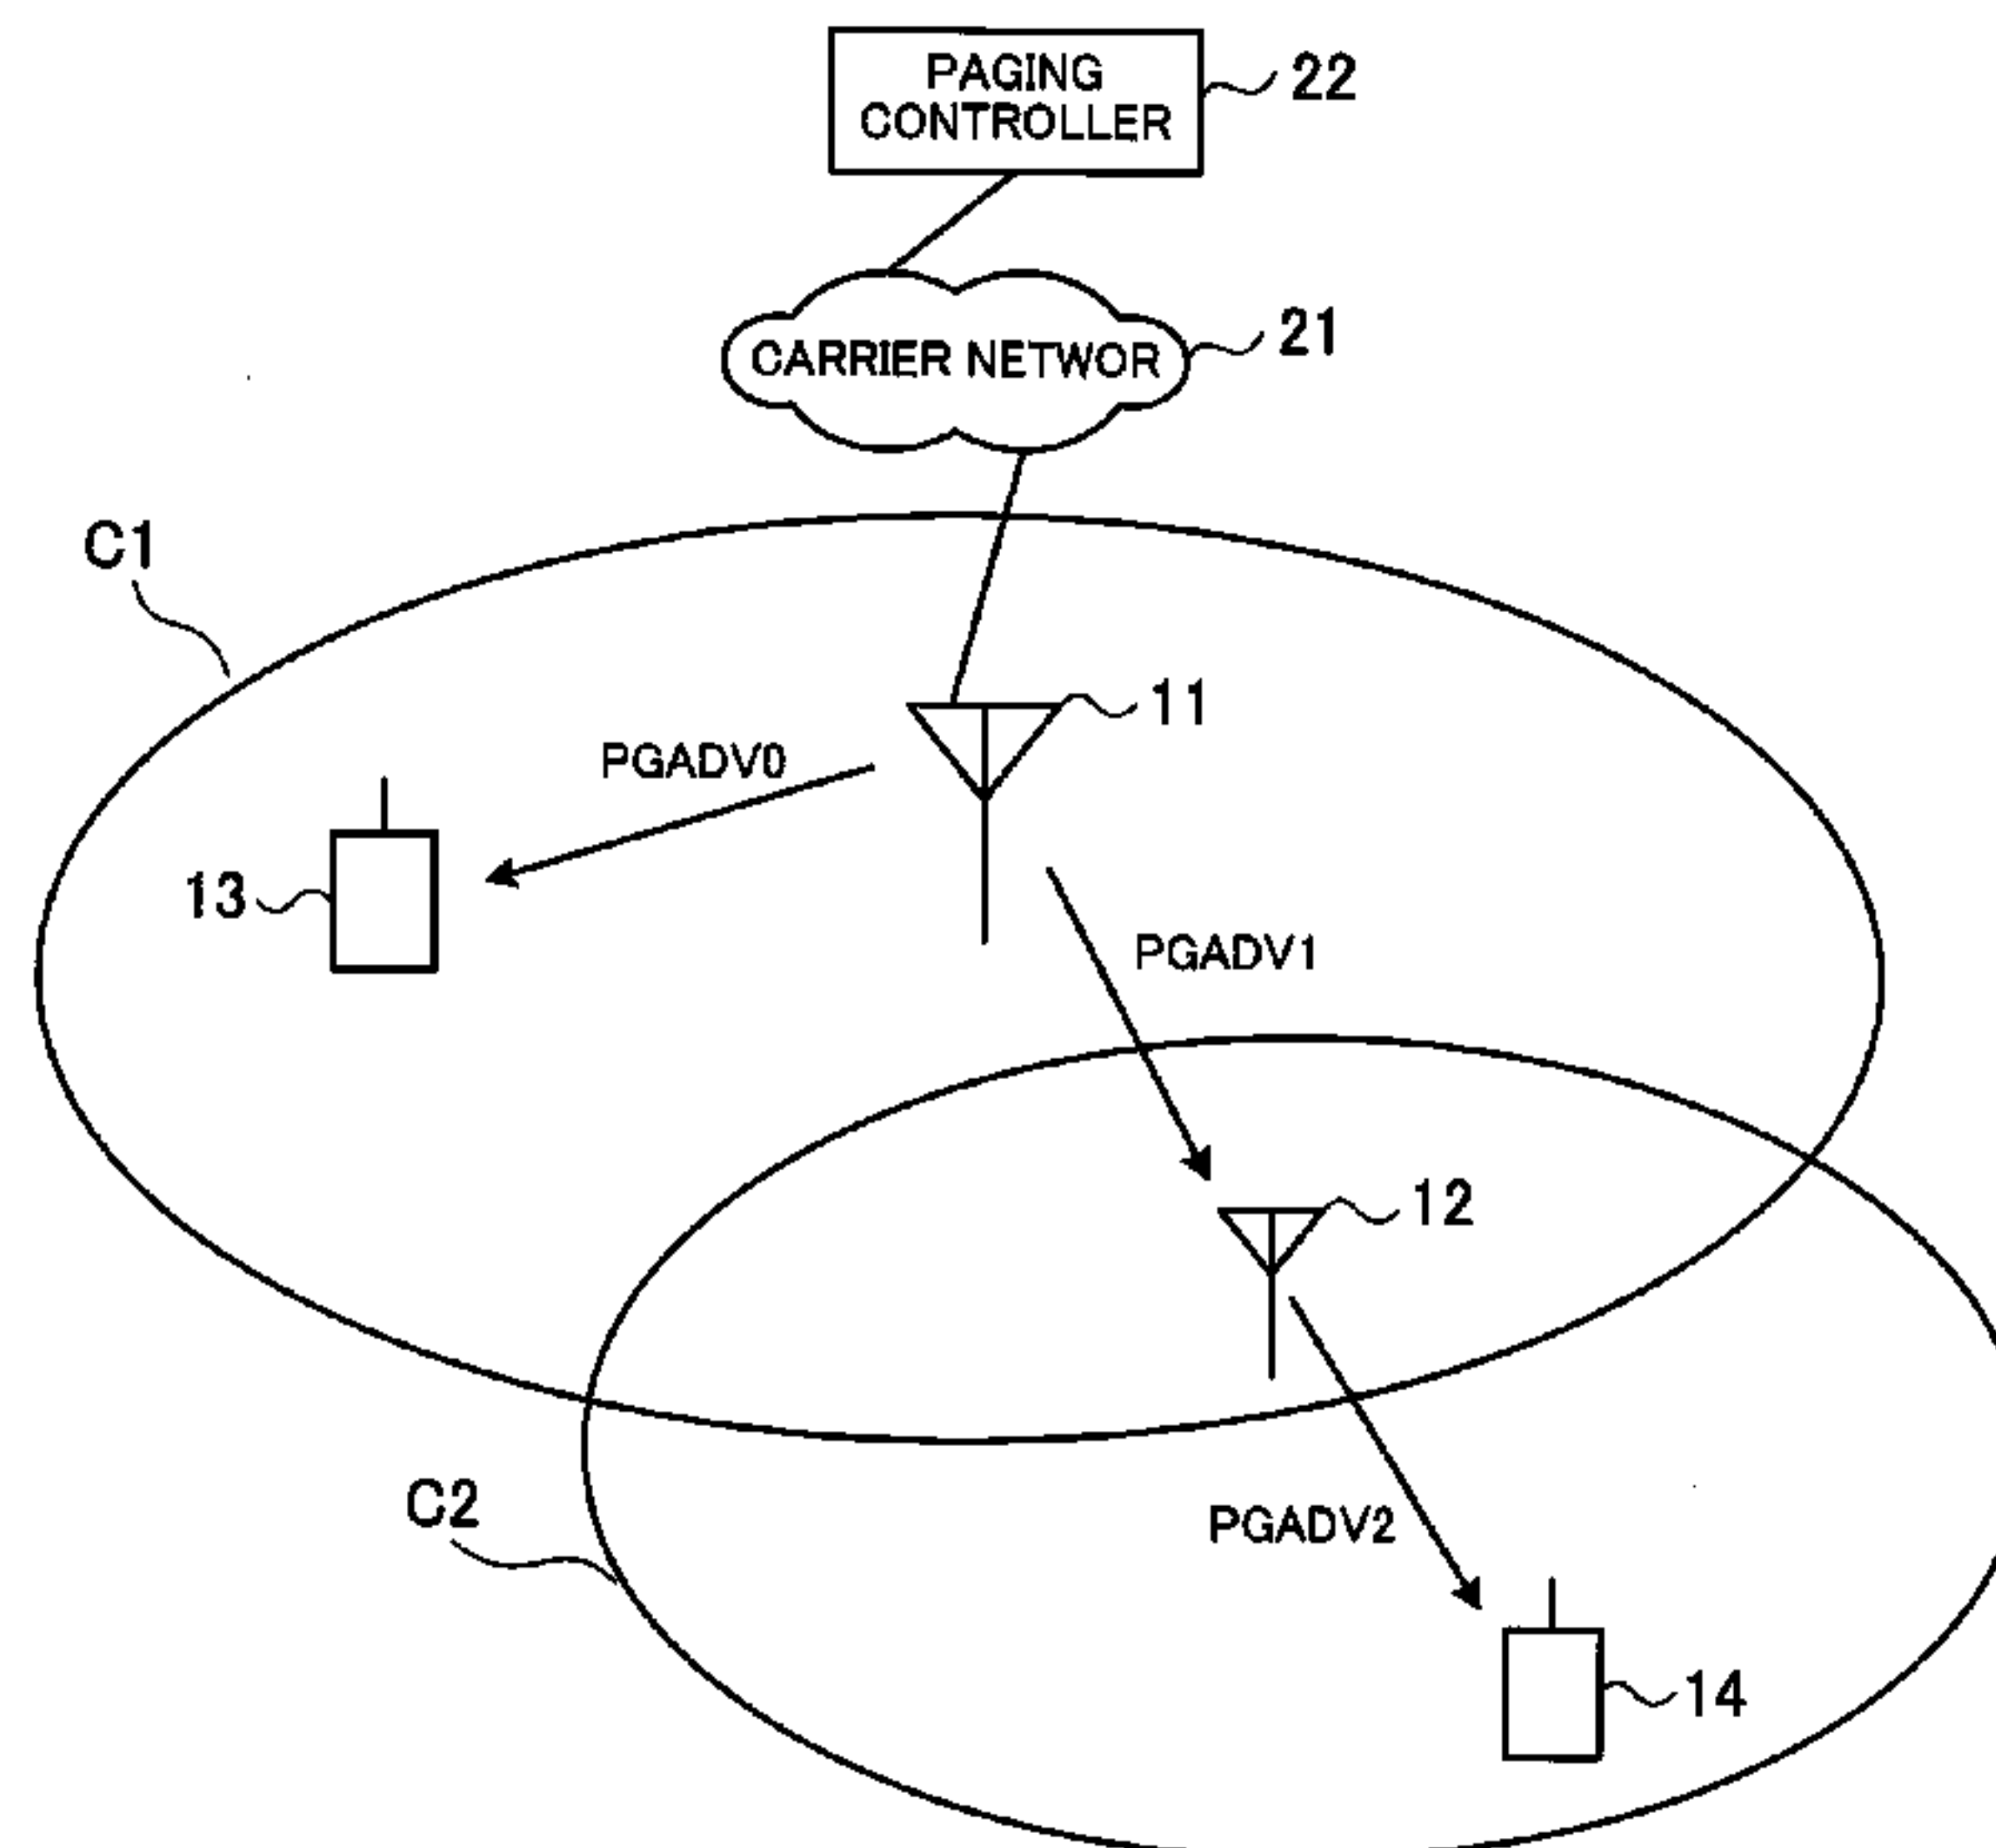 PAGING
CONTROLLER
22
CARRIER NETWOR
21
C1
11
PGADV0
13
PGADV1
12
C2
PGADV2
14